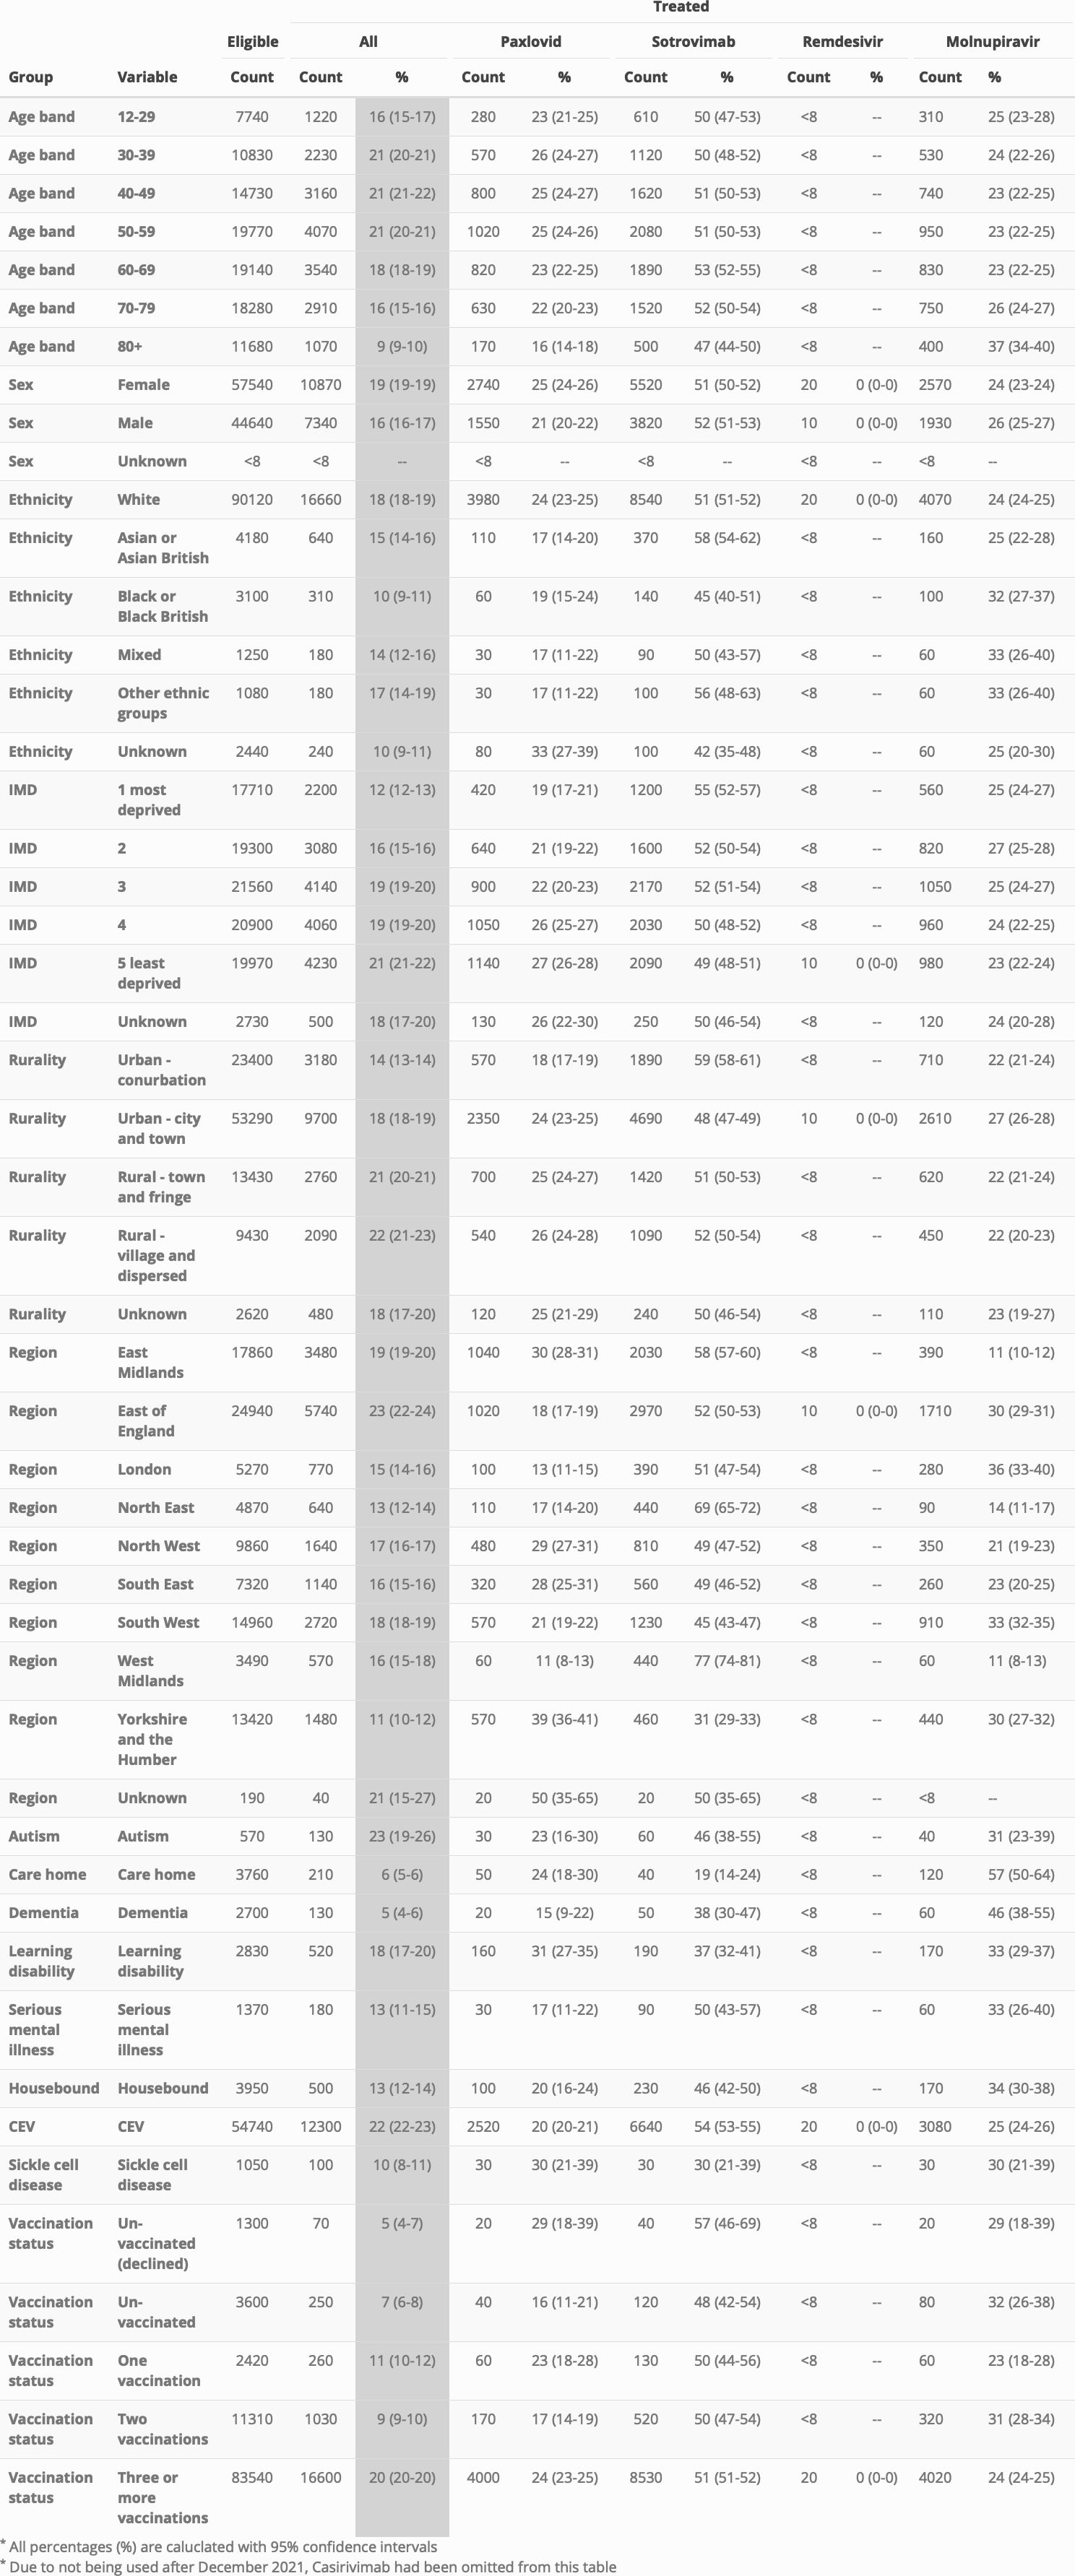 Treated
Eligible All Paxlovid Sotrovimab Remdesivir Molnupiravir
Group Variable Count Count % Count % Count % Count % Count %
Age band 12-29 7740 1220 16 (15-17) 280 23 (21-25) 610 50 (47-53) <8 -- 310 25 (23-28)
Age band 30-39 10830 2230 21 (20-21) 570 26 (24-27) 1120 50 (48-52) <8 -- 530 24 (22-26)
Age band 40-49 14730 3160 21 (21-22) 800 25 (24-27) 1620 51 (50-53) <8 -- 740 23 (22-25)
Age band 50-59 19770 4070 21 (20-21) 1020 25 (24-26) 2080 51 (50-53) <8 -- 950 23 (22-25)
Age band 60-69 19140 3540 18 (18-19) 820 23 (22-25) 1890 53 (52-55) <8 -- 830 23 (22-25)
Age band 70-79 18280 2910 16 (15-16) 630 22 (20-23) 1520 52 (50-54) <8 -- 750 26 (24-27)
Age band 80+ 11680 1070 9 (9-10) 170 16 (14-18) 500 47 (44-50) <8 -- 400 37 (34-40)
Sex Female 57540 10870 19 (19-19) 2740 25 (24-26) 5520 51 (50-52) 20 0 (0-0) 2570 24 (23-24)
Sex Male 44640 7340 16 (16-17) 1550 21 (20-22) 3820 52 (51-53) 10 0 (0-0) 1930 26 (25-27)
Sex Unknown <8 <8 -- <8 -- <8 -- <8 -- <8 --
Ethnicity White 90120 16660 18 (18-19) 3980 24 (23-25) 8540 51 (51-52) 20 0 (0-0) 4070 24 (24-25)
Ethnicity Asian or 4180 640 15 (14-16) 110 17 (14-20) 370 58 (54-62) <8 -- 160 25 (22-28)
Asian British
Ethnicity Black or 3100 310 10 (9-11) 60 19 (15-24) 140 45 (40-51) <8 -- 100 32 (27-37)
Black British
Ethnicity Mixed 1250 180 14 (12-16) 30 17 (11-22) 90 50 (43-57) <8 -- 60 33 (26-40)
Ethnicity Other ethnic 1080 180 17 (14-19) 30 17 (11-22) 100 56 (48-63) <8 -- 60 33 (26-40)
groups
Ethnicity Unknown 2440 240 10 (9-11) 80 33 (27-39) 100 42 (35-48) <8 -- 60 25 (20-30)
IMD 1 most 17710 2200 12 (12-13) 420 19 (17-21) 1200 55 (52-57) <8 -- 560 25 (24-27)
deprived
IMD 2 19300 3080 16 (15-16) 640 21 (19-22) 1600 52 (50-54) <8 -- 820 27 (25-28)
IMD 3 21560 4140 19 (19-20) 900 22 (20-23) 2170 52 (51-54) <8 -- 1050 25 (24-27)
IMD 4 20900 4060 19 (19-20) 1050 26 (25-27) 2030 50 (48-52) <8 -- 960 24 (22-25)
IMD 5 least 19970 4230 21 (21-22) 1140 27 (26-28) 2090 49 (48-51) 10 0 (0-0) 980 23 (22-24)
deprived
IMD Unknown 2730 500 18 (17-20) 130 26 (22-30) 250 50 (46-54) <8 -- 120 24 (20-28)
Rurality Urban - 23400 3180 14 (13-14) 570 18 (17-19) 1890 59 (58-61) <8 -- 710 22 (21-24)
conurbation
Rurality Urban - city 53290 9700 18 (18-19) 2350 24 (23-25) 4690 48 (47-49) 10 0 (0-0) 2610 27 (26-28)
and town
Rurality Rural - town 13430 2760 21 (20-21) 700 25 (24-27) 1420 51 (50-53) <8 -- 620 22 (21-24)
and fringe
Rurality Rural - 9430 2090 22 (21-23) 540 26 (24-28) 1090 52 (50-54) <8 -- 450 22 (20-23)
village and
dispersed
Rurality Unknown 2620 480 18 (17-20) 120 25 (21-29) 240 50 (46-54) <8 -- 110 23 (19-27)
Region East 17860 3480 19 (19-20) 1040 30 (28-31) 2030 58 (57-60) <8 -- 390 11 (10-12)
Midlands
Region East of 24940 5740 23 (22-24) 1020 18 (17-19) 2970 52 (50-53) 10 0 (0-0) 1710 30 (29-31)
England
Region London 5270 770 15 (14-16) 100 13 (11-15) 390 51 (47-54) <8 -- 280 36 (33-40)
Region North East 4870 640 13 (12-14) 110 17 (14-20) 440 69 (65-72) <8 -- 90 14 (11-17)
Region North West 9860 1640 17 (16-17) 480 29 (27-31) 810 49 (47-52) <8 -- 350 21 (19-23)
Region South East 7320 1140 16 (15-16) 320 28 (25-31) 560 49 (46-52) <8 -- 260 23 (20-25)
Region South West 14960 2720 18 (18-19) 570 21 (19-22) 1230 45 (43-47) <8 -- 910 33 (32-35)
Region West 3490 570 16 (15-18) 60 11 (8-13) 440 77 (74-81) <8 -- 60 11 (8-13)
Midlands
Region Yorkshire 13420 1480 11 (10-12) 570 39 (36-41) 460 31 (29-33) <8 -- 440 30 (27-32)
and the
Humber
Region Unknown 190 40 21 (15-27) 20 50 (35-65) 20 50 (35-65) <8 -- <8 --
Autism Autism 570 130 23 (19-26) 30 23 (16-30) 60 46 (38-55) <8 -- 40 31 (23-39)
Care home Care home 3760 210 6 (5-6) 50 24 (18-30) 40 19 (14-24) <8 -- 120 57 (50-64)
Dementia Dementia 2700 130 5 (4-6) 20 15 (9-22) 50 38 (30-47) <8 -- 60 46 (38-55)
Learning Learning 2830 520 18 (17-20) 160 31 (27-35) 190 37 (32-41) <8 -- 170 33 (29-37)
disability disability
Serious Serious 1370 180 13 (11-15) 30 17 (11-22) 90 50 (43-57) <8 -- 60 33 (26-40)
mental mental
illness illness
Housebound Housebound 3950 500 13 (12-14) 100 20 (16-24) 230 46 (42-50) <8 -- 170 34 (30-38)
CEV CEV 54740 12300 22 (22-23) 2520 20 (20-21) 6640 54 (53-55) 20 0 (0-0) 3080 25 (24-26)
Sickle cell Sickle cell 1050 100 10 (8-11) 30 30 (21-39) 30 30 (21-39) <8 -- 30 30 (21-39)
disease disease
Vaccination Un- 1300 70 5 (4-7) 20 29 (18-39) 40 57 (46-69) <8 -- 20 29 (18-39)
status vaccinated
(declined)
Vaccination Un- 3600 250 7 (6-8) 40 16 (11-21) 120 48 (42-54) <8 -- 80 32 (26-38)
status vaccinated
Vaccination One 2420 260 11 (10-12) 60 23 (18-28) 130 50 (44-56) <8 -- 60 23 (18-28)
status vaccination
Vaccination Two 11310 1030 9 (9-10) 170 17 (14-19) 520 50 (47-54) <8 -- 320 31 (28-34)
status vaccinations
Vaccination Three or 83540 16600 20 (20-20) 4000 24 (23-25) 8530 51 (51-52) 20 0 (0-0) 4020 24 (24-25)
status more
vaccinations
* All percentages (%) are caluclated with 95% confidence intervals
* Due to not being used after December 2021, Casirivimab had been omitted from this table